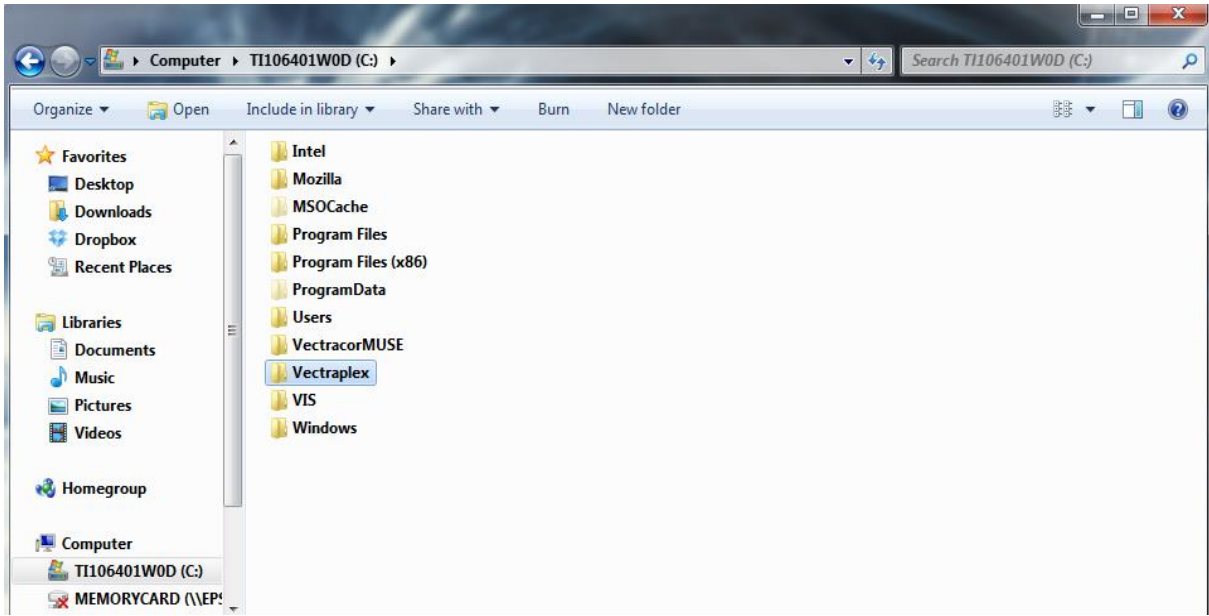 Computer TI106401W0D (C:)
Search TI106401W0D (C:)
Organize Open Include in library Share with Burn New folder
Favorites
Desktop
Downloads
Dropbox
Recent Places
Libraries
Documents
Music
Pictures
Videos
Homegroup
Computer
TI106401W0D (C:)
MEMORYCARD (\\EPS
Intel
Mozilla
MSOCache
Program Files
Program Files (x86)
ProgramData
Users
VectracorMUSE
Vectraplex
VIS
Windows